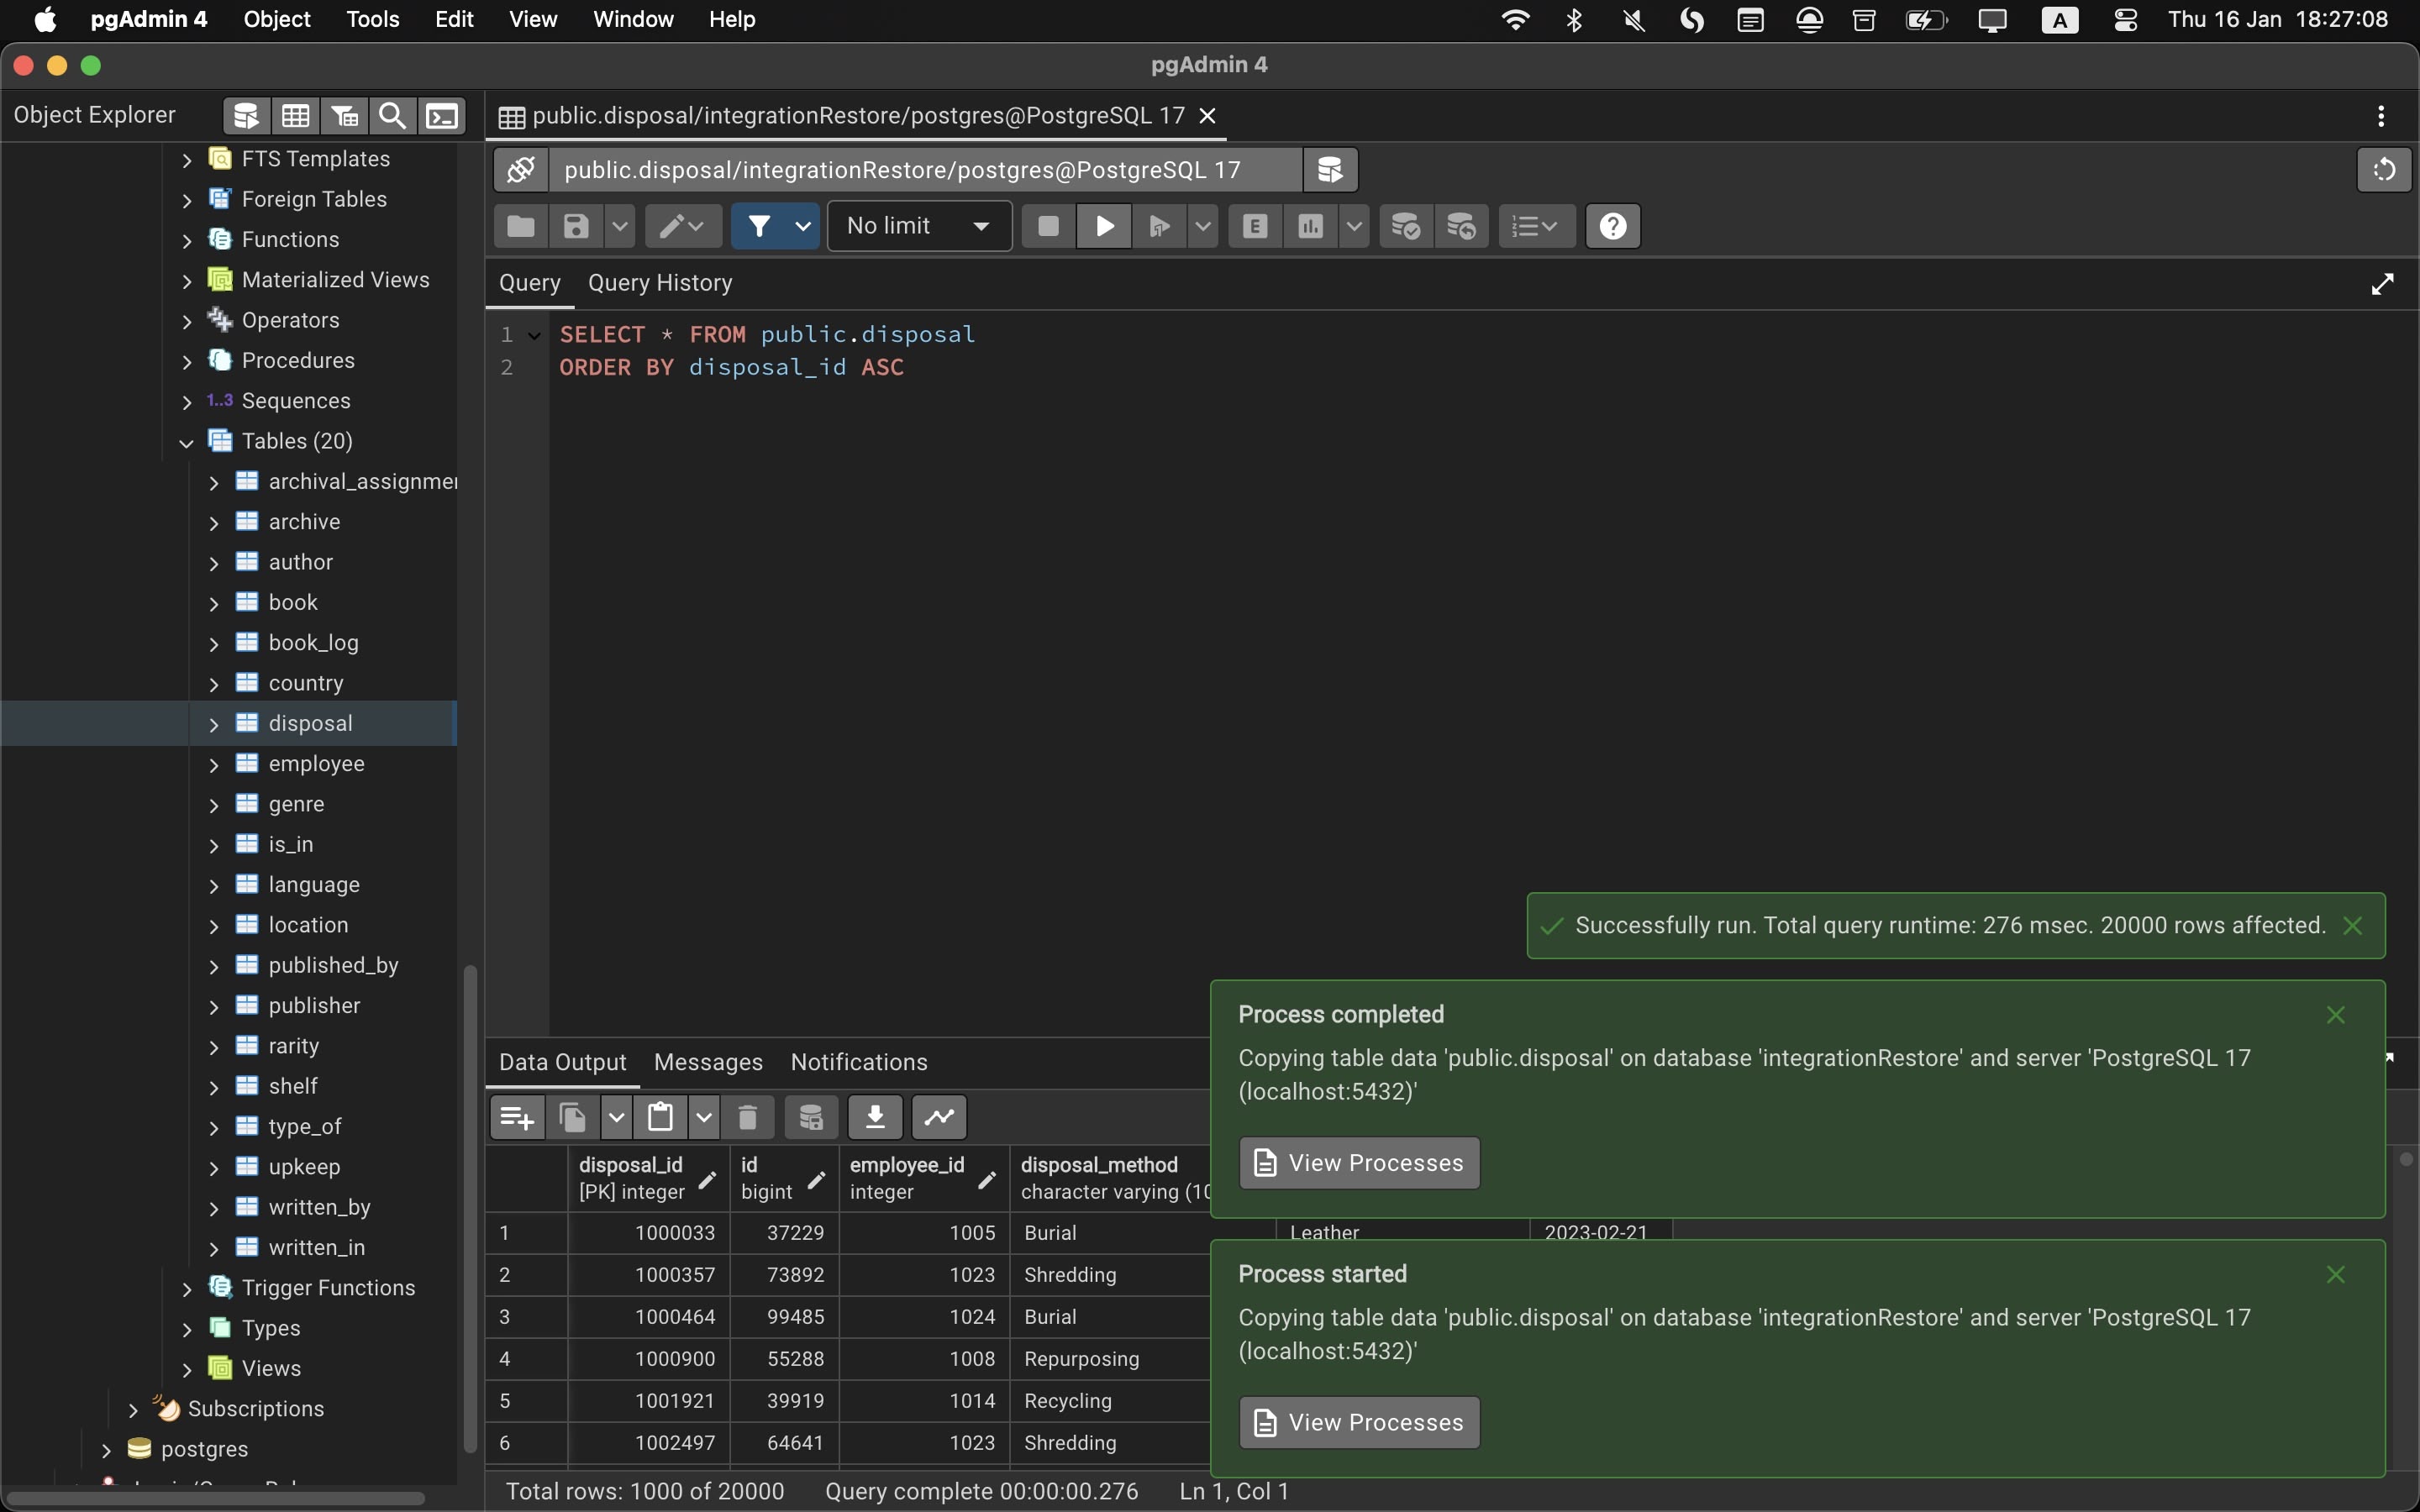 pgAdmin 4 Object Tools Edit View Window Help A Thu 16 Jan 18:27:08
pgAdmin 4
Object Explorer
public.disposal/integrationRestore/postgres@PostgreSQL 17
FTS Templates
Foreign Tables
Functions
Materialized Views
Operators
Procedures
1..3 Sequences
Tables (20)
archival_assignmer
archive
author
book
book_log
country
disposal
employee
genre
is_in
language
location
published_by
publisher
rarity
shelf
type_of
upkeep
written_by
written_in
Trigger Functions
Types
Views
Subscriptions
postgres
public.disposal/integrationRestore/postgres@PostgreSQL 17
No limit E
Query Query History
1 SELECT * FROM public.disposal
2 ORDER BY disposal_id ASC
Successfully run. Total query runtime: 276 msec. 20000 rows affected.
Process completed
Copying table data 'public.disposal' on database 'integrationRestore' and server 'PostgreSQL 17
(localhost:5432)'
View Processes
Process started
Copying table data 'public.disposal' on database 'integrationRestore' and server 'PostgreSQL 17
(localhost:5432)'
View Processes
Data Output Messages Notifications
disposal_id id employee_id disposal_method
[PK] integer bigint integer character varying (10
1 1000033 37229 1005 Burial Leather 2023-02-21
2 1000357 73892 1023 Shredding
3 1000464 99485 1024 Burial
4 1000900 55288 1008 Repurposing
5 1001921 39919 1014 Recycling
6 1002497 64641 1023 Shredding
Total rows: 1000 of 20000 Query complete 00:00:00.276 Ln 1, Col 1